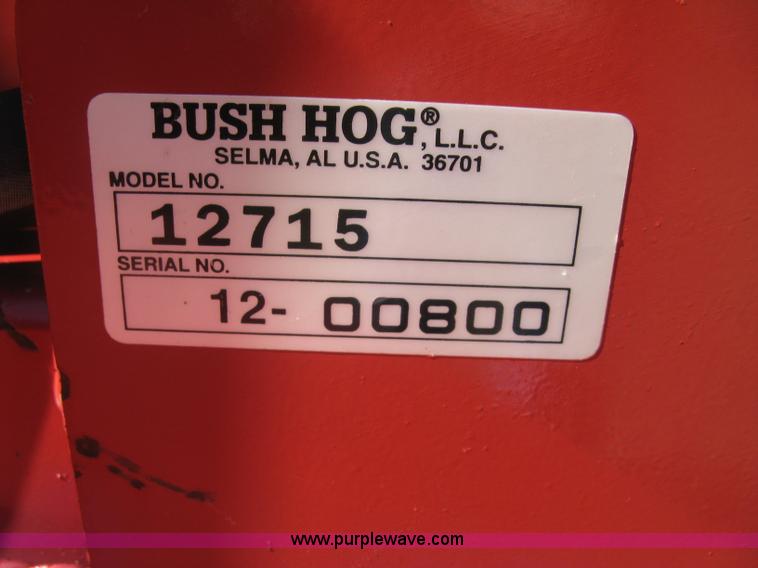 BUSH HOG®, L.L.C.
SELMA, AL U.S.A. 36701
MODEL NO.
12715
SERIAL NO.
12- 00800
www.purplewave.com